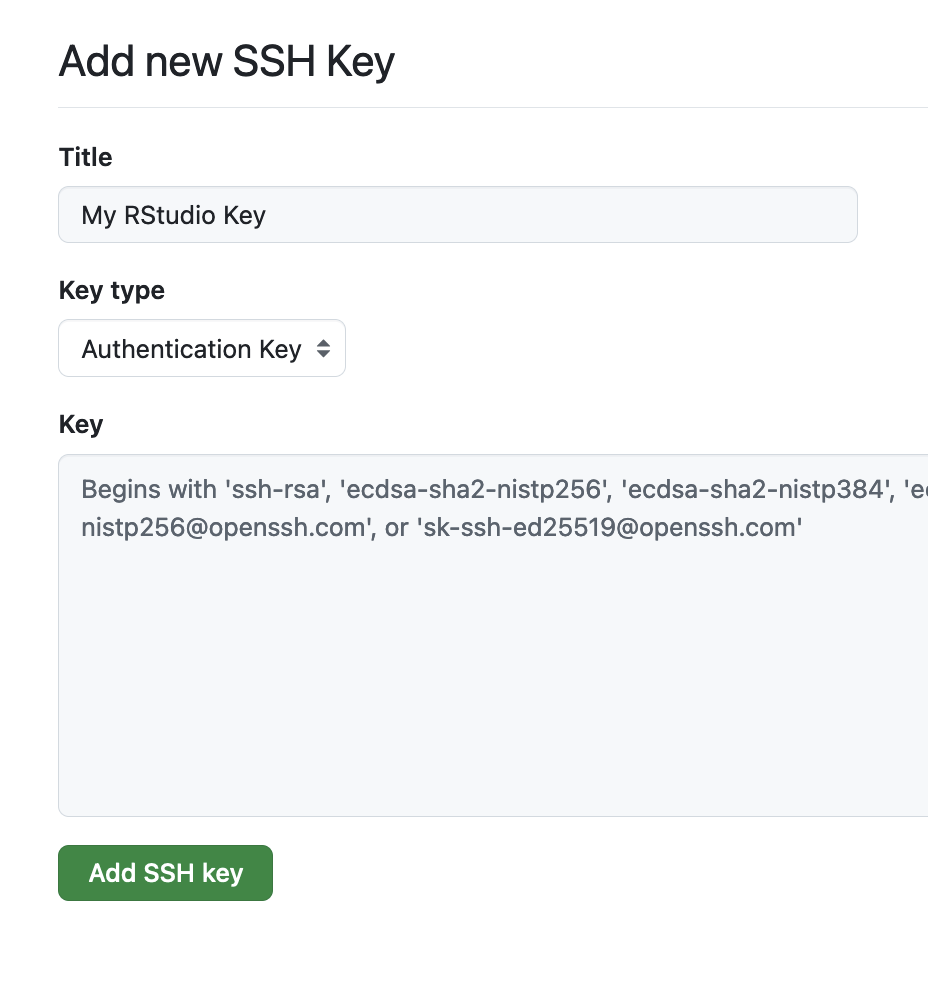 Add new SSH Key
Title
My RStudio Key
Key type
Authentication Key
Key
Begins with 'ssh-rsa', 'ecdsa-sha2-nistp256', 'ecdsa-sha2-nistp384',
nistp256@openssh.com', or 'sk-ssh-ed25519@openssh.com'
Add SSH key